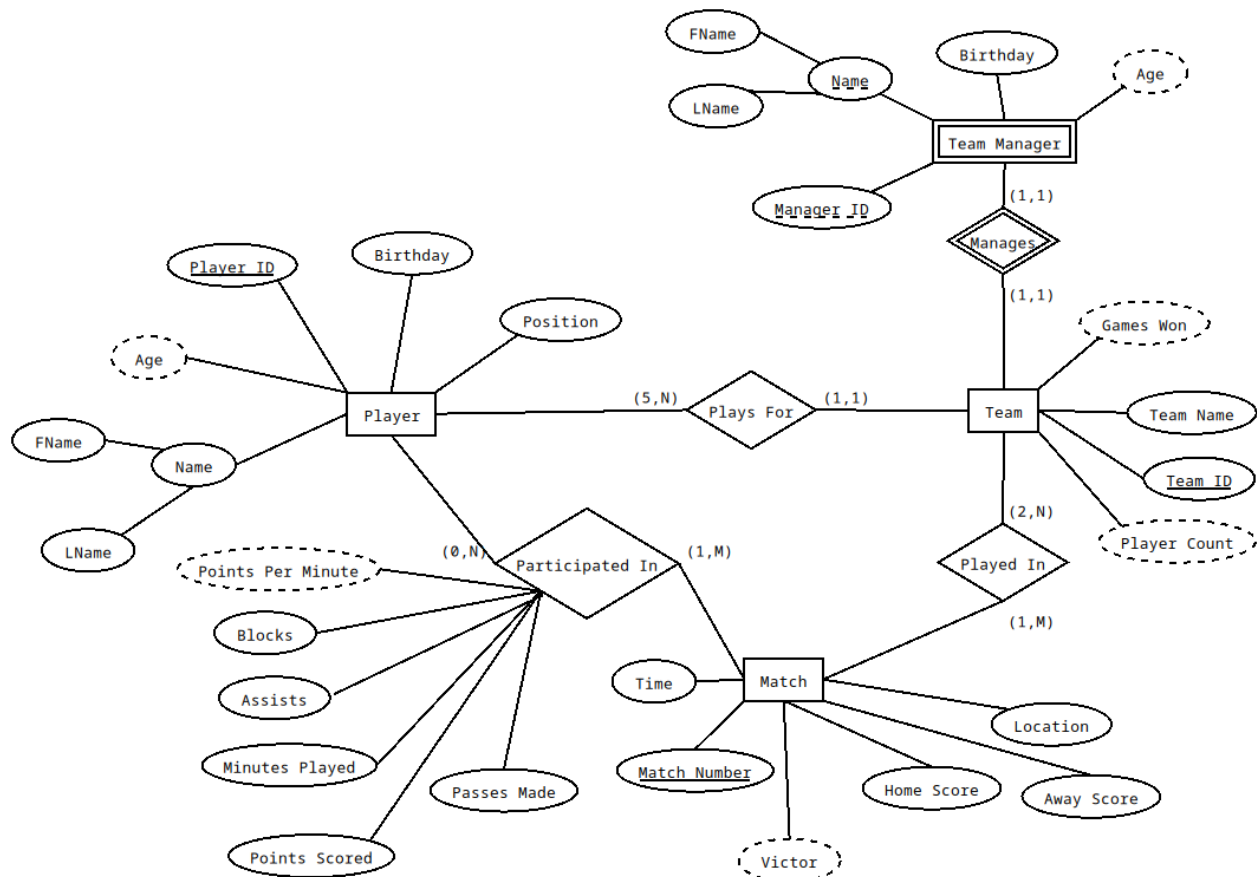 FName
Birthday
Age
Name
LName
Team Manager
Manager ID
(1,1)
Manages
(1,1)
Player ID
Birthday
Position
Age
Games Won
(5,N)
Plays For
(1,1)
Player
Team
Team Name
FName
Name
Team ID
LName
(2,N)
Player Count
(0,N)
Participated In
(1,M)
Played In
Points Per Minute
(1,M)
Blocks
Time
Match
Assists
Location
Minutes Played
Match Number
Passes Made
Home Score
Away Score
Points Scored
Victor